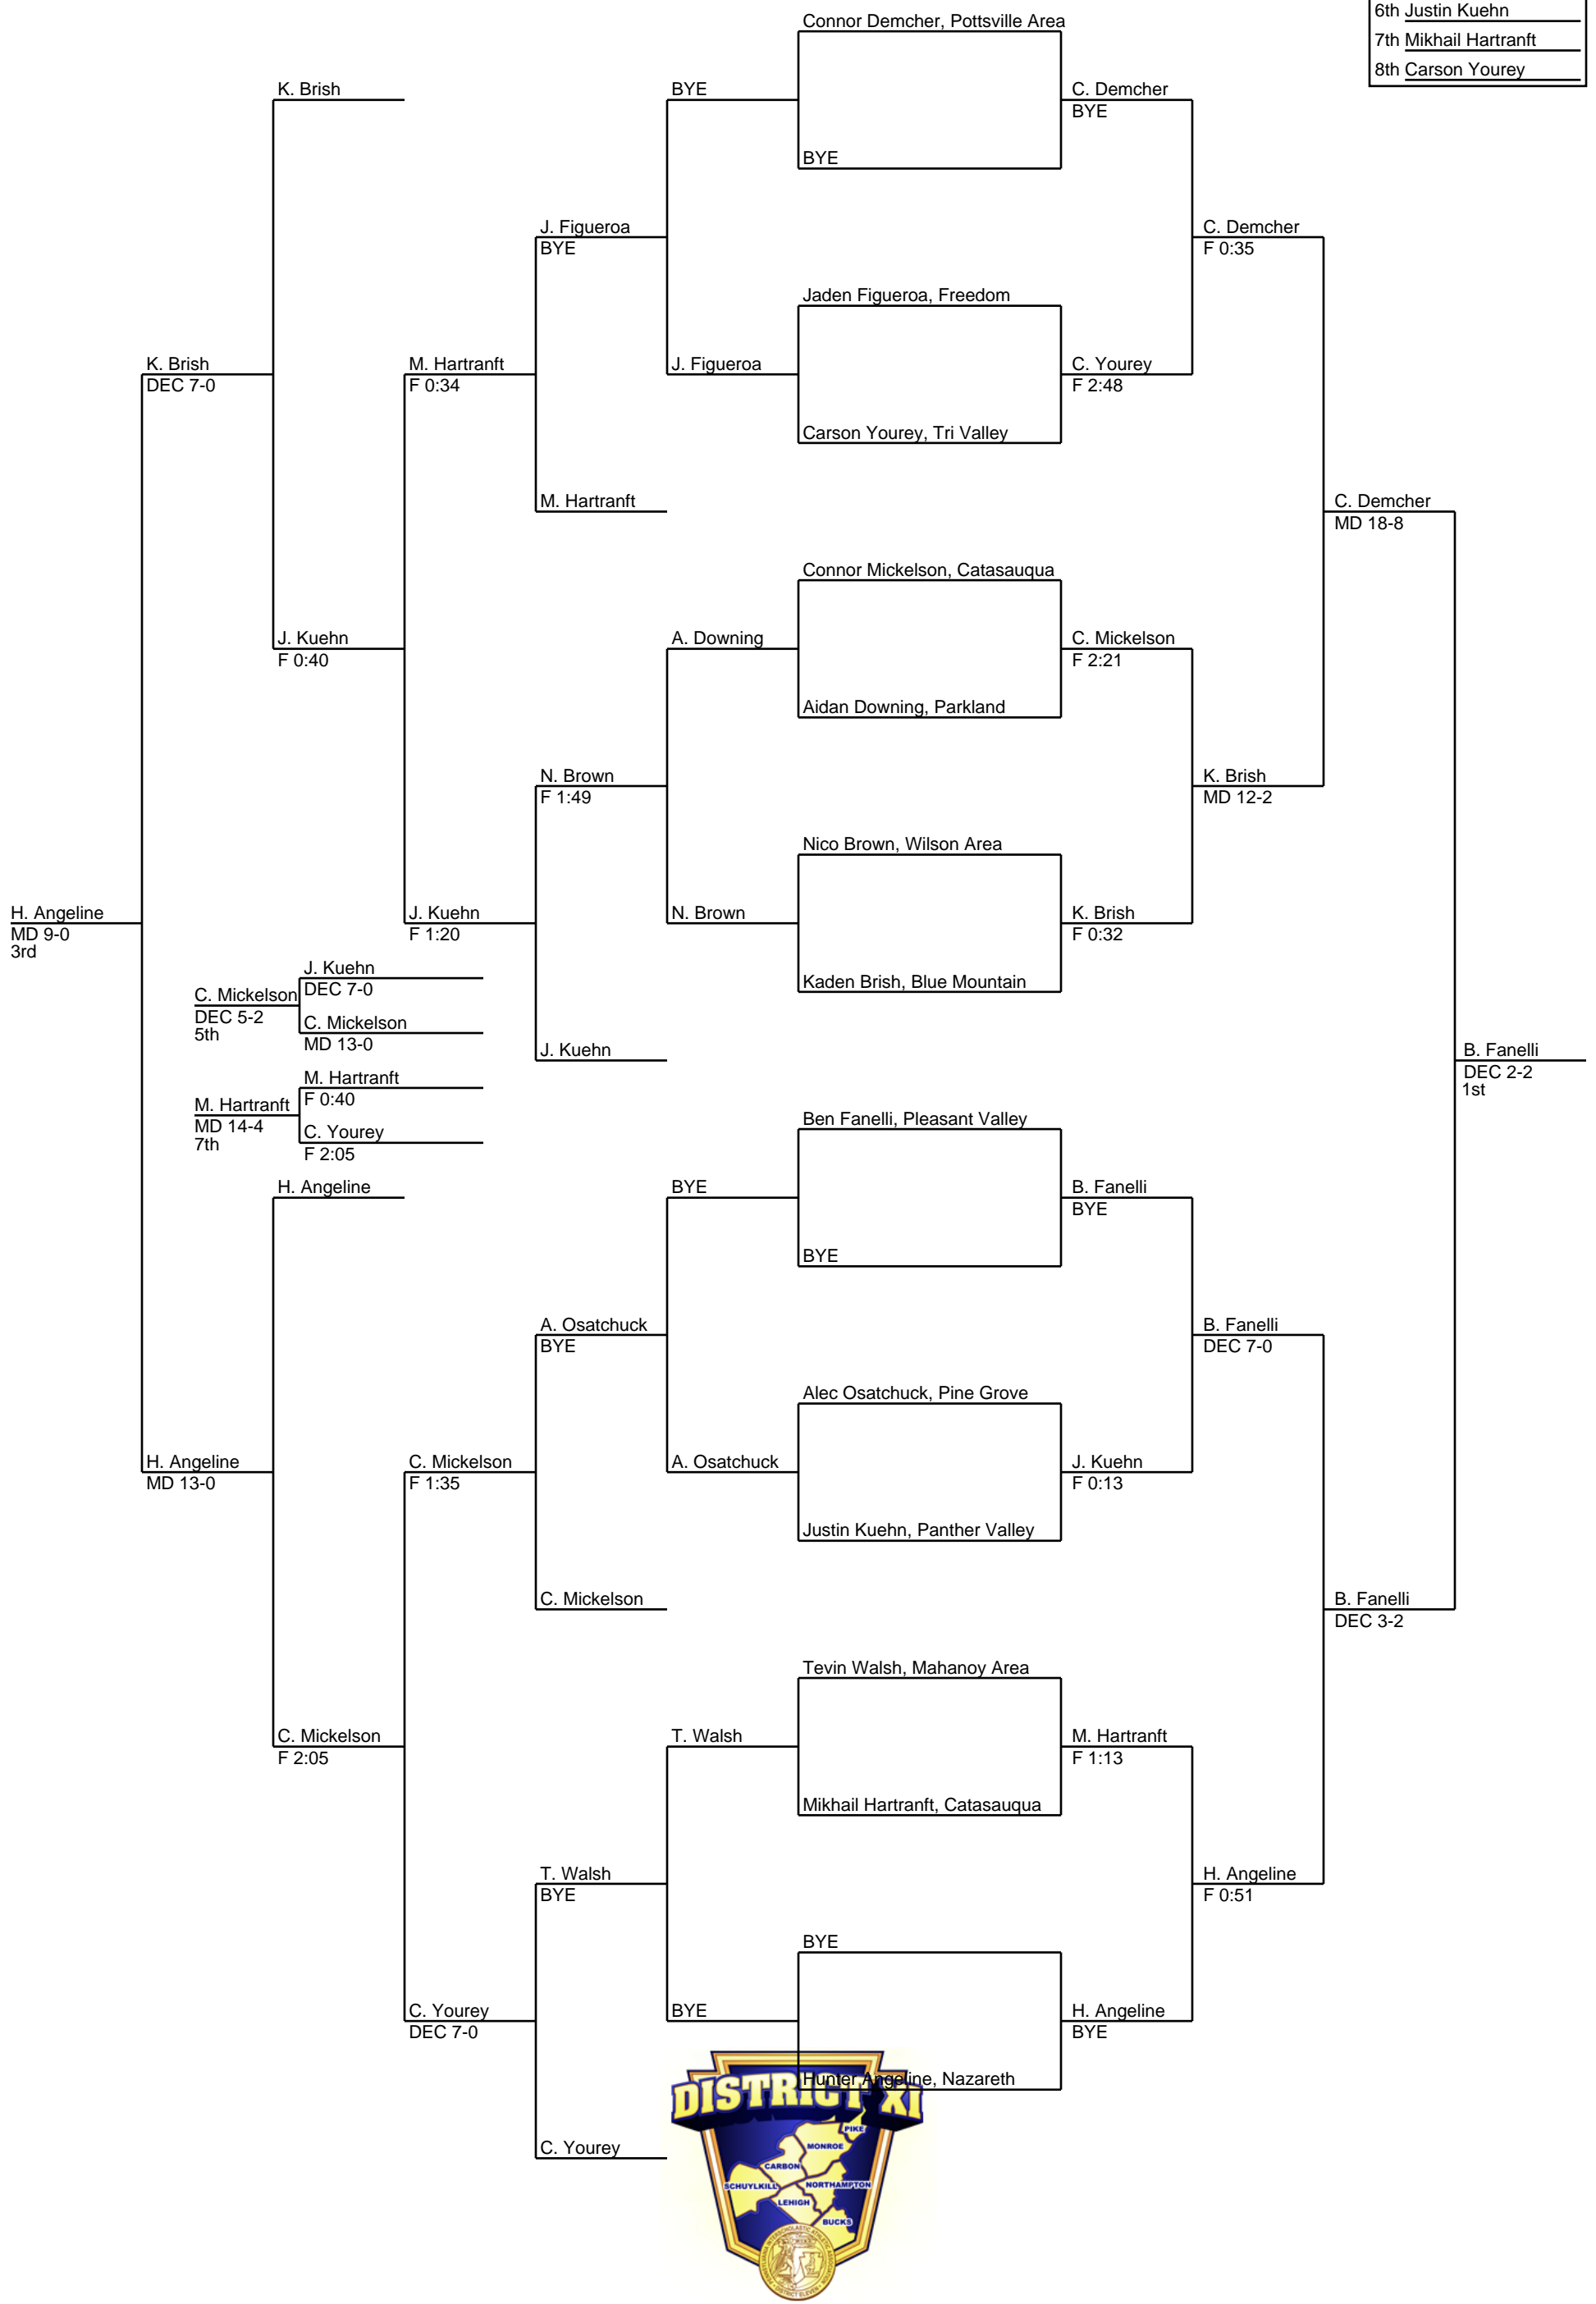 6th Justin Kuehn
7th Mikhail Hartranft
8th Carson Yourey
Connor Demcher, Pottsville Area
K. Brish
BYE
C. Demcher
BYE
BYE
J. Figueroa
BYE
C. Demcher
F 0:35
Jaden Figueroa, Freedom
K. Brish
DEC 7-0
M. Hartranft
F 0:34
J. Figueroa
C. Yourey
F 2:48
Carson Yourey, Tri Valley
M. Hartranft
C. Demcher
MD 18-8
Connor Mickelson, Catasauqua
J. Kuehn
F 0:40
A. Downing
C. Mickelson
F 2:21
Aidan Downing, Parkland
N. Brown
F 1:49
K. Brish
MD 12-2
Nico Brown, Wilson Area
H. Angeline
MD 9-0
3rd
J. Kuehn
F 1:20
N. Brown
K. Brish
F 0:32
J. Kuehn
DEC 7-0
Kaden Brish, Blue Mountain
C. Mickelson
DEC 5-2
5th
C. Mickelson
MD 13-0
J. Kuehn
B. Fanelli
DEC 2-2
1st
M. Hartranft
F 0:40
M. Hartranft
MD 14-4
7th
C. Yourey
F 2:05
Ben Fanelli, Pleasant Valley
H. Angeline
BYE
B. Fanelli
BYE
BYE
A. Osatchuck
BYE
B. Fanelli
DEC 7-0
Alec Osatchuck, Pine Grove
H. Angeline
MD 13-0
C. Mickelson
F 1:35
A. Osatchuck
J. Kuehn
F 0:13
Justin Kuehn, Panther Valley
C. Mickelson
B. Fanelli
DEC 3-2
Tevin Walsh, Mahanoy Area
C. Mickelson
F 2:05
T. Walsh
M. Hartranft
F 1:13
Mikhail Hartranft, Catasauqua
T. Walsh
BYE
H. Angeline
F 0:51
BYE
C. Yourey
DEC 7-0
BYE
H. Angeline
BYE
Hunter Angeline, Nazareth
DISTRICT XI
C. Yourey
PIKE
MONROE
CARBON
SCHUYLKILL
NORTHAMPTON
LEHIGH
BUCKS
PENNSYLVANIA INTERSCHOLASTIC ATHLETIC ASSOCIATION
DISTRICT ELEVEN